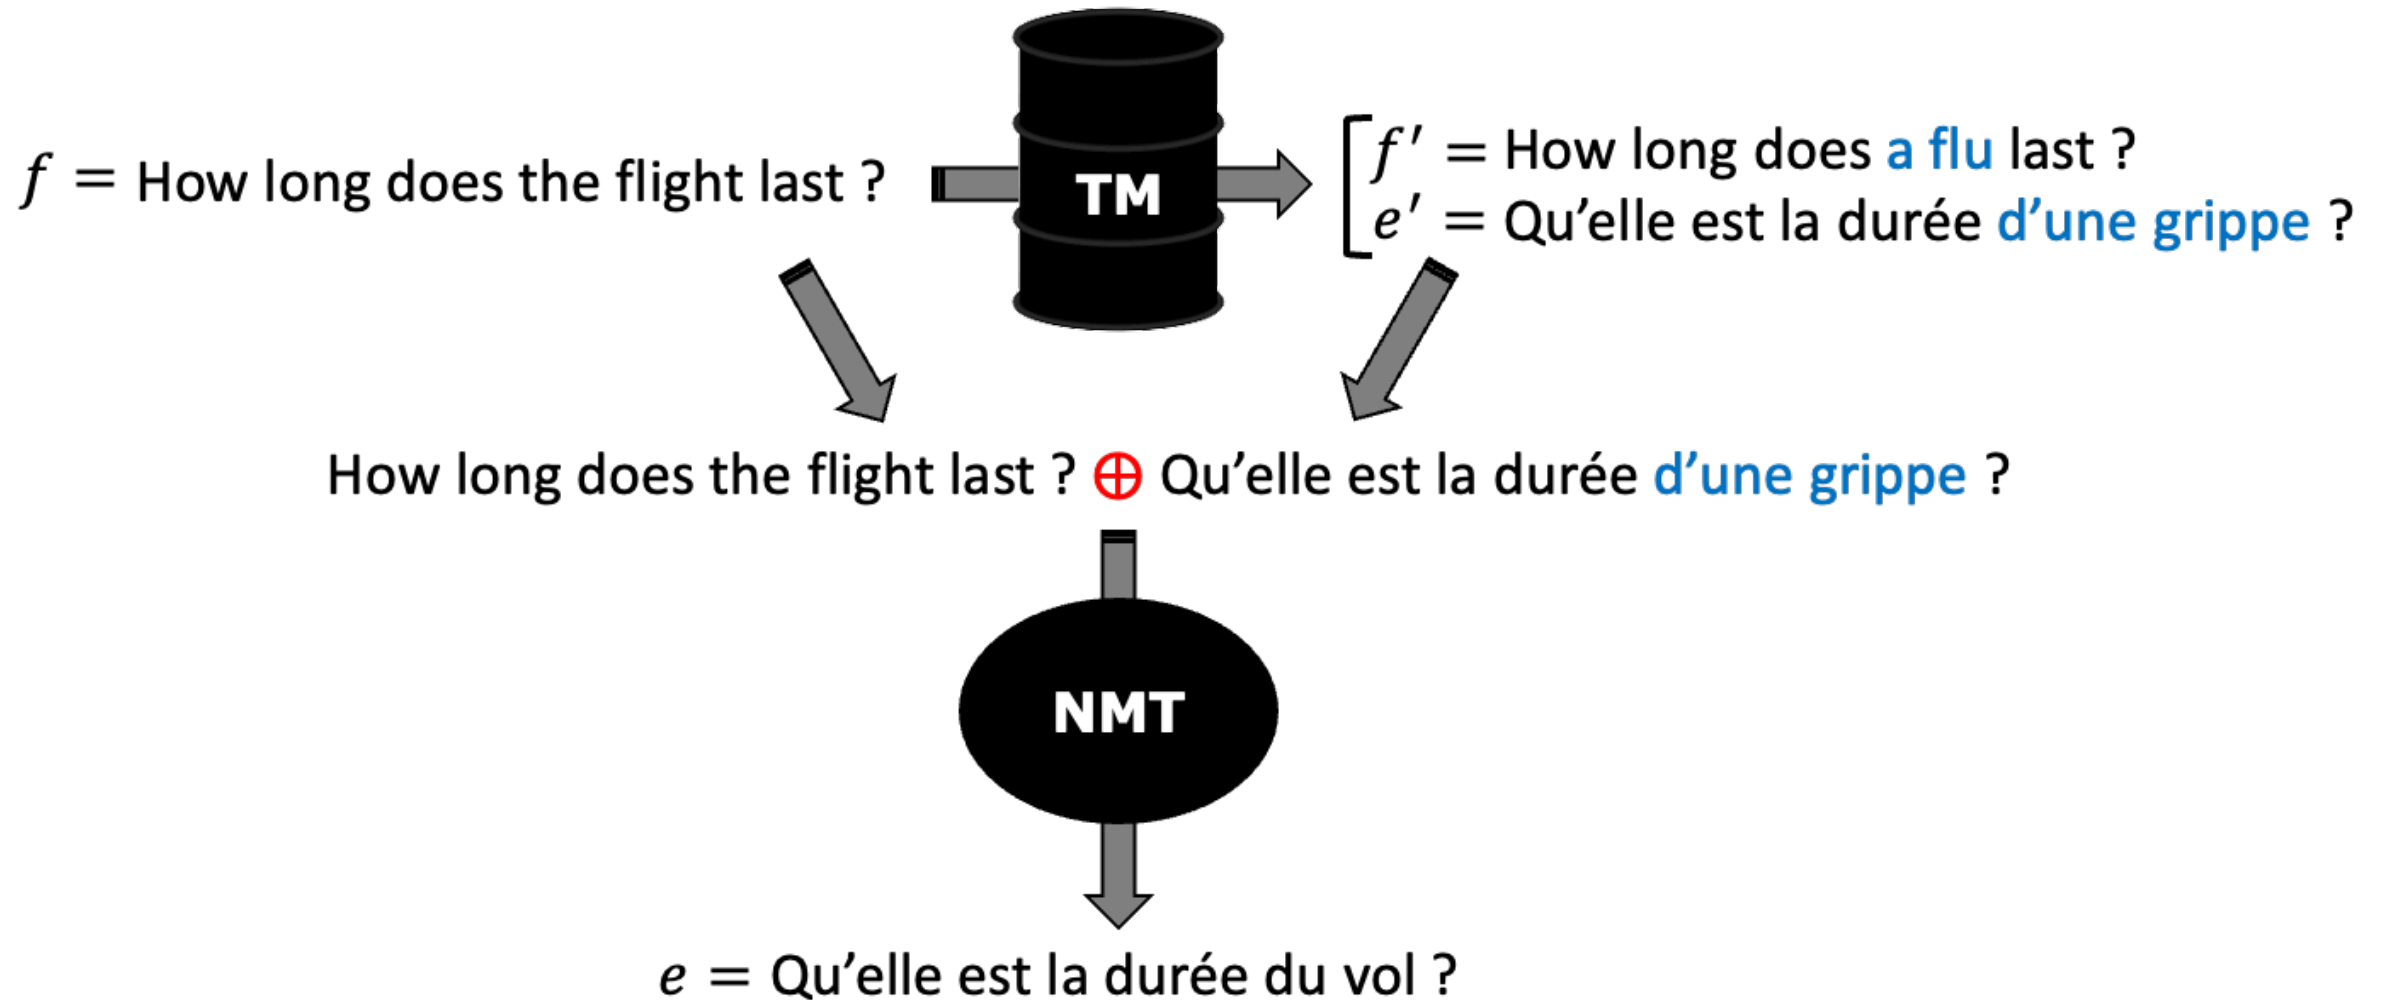 f = How long does the flight last ?
TM
f′ = How long does a flu last ?
e′ = Qu’elle est la durée d’une grippe ?
How long does the flight last ? ⊕ Qu’elle est la durée d’une grippe ?
NMT
e = Qu’elle est la durée du vol ?